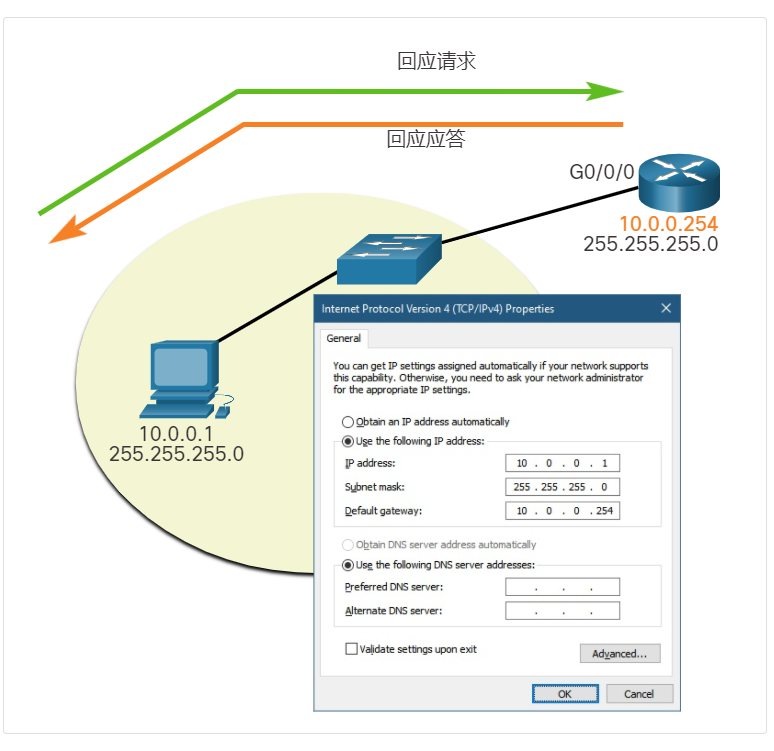 回应请求
回应应答
G0/0/0
10.0.0.254
255.255.255.0
10.0.0.1
255.255.255.0
Internet Protocol Version 4 (TCP/IPv4) Properties
General
You can get IP settings assigned automatically if your network supports
this capability. Otherwise, you need to ask your network administrator
for the appropriate IP settings.
Obtain an IP address automatically
Use the following IP address:
IP address: 10 . 0 . 0 . 1
Subnet mask: 255 . 255 . 255 . 0
Default gateway: 10 . 0 . 0 . 254
Obtain DNS server address automatically
Use the following DNS server addresses:
Preferred DNS server: . . .
Alternate DNS server: . . .
Validate settings upon exit
Advanced...
OK Cancel